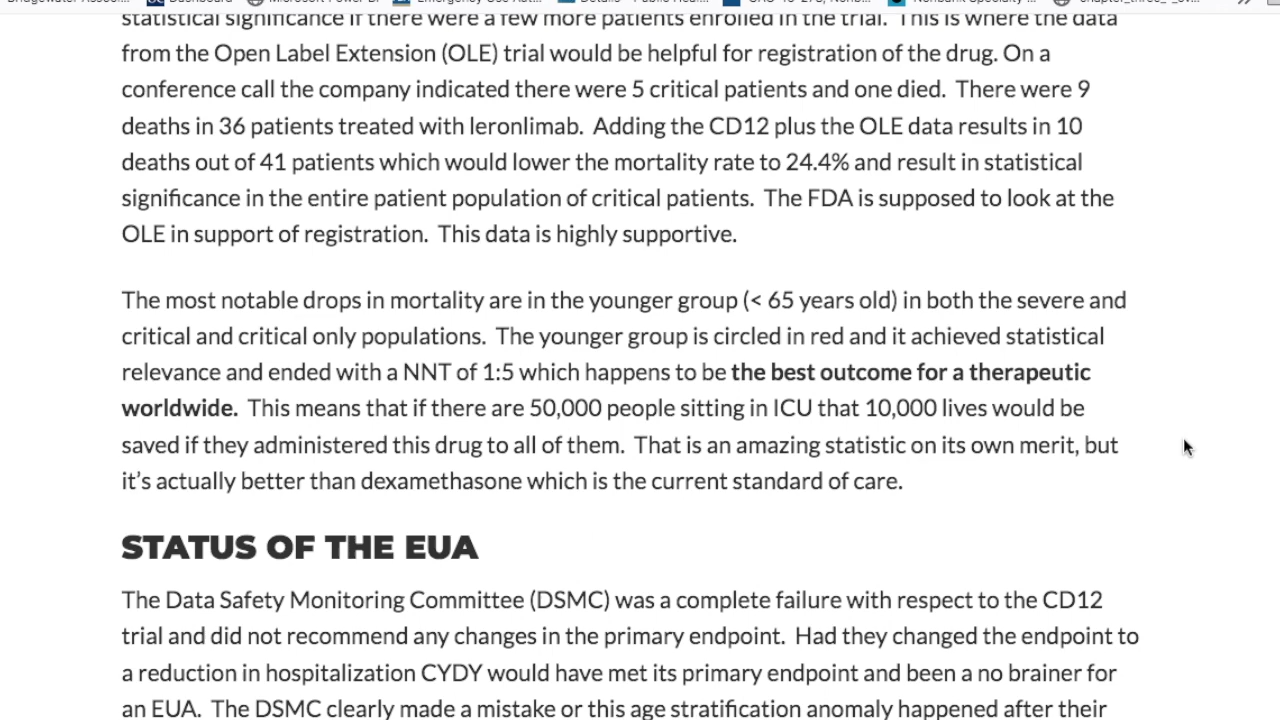 Dashboard
statistical significance if there were a few more patients enrolled in the trial. This is where the data
from the Open Label Extension (OLE) trial would be helpful for registration of the drug. On a
conference call the company indicated there were 5 critical patients and one died. There were 9
deaths in 36 patients treated with leronlimab. Adding the CD12 plus the OLE data results in 10
deaths out of 41 patients which would lower the mortality rate to 24.4% and result in statistical
significance in the entire patient population of critical patients. The FDA is supposed to look at the
OLE in support of registration. This data is highly supportive.
The most notable drops in mortality are in the younger group (< 65 years old) in both the severe and
critical and critical only populations. The younger group is circled in red and it achieved statistical
relevance and ended with a NNT of 1:5 which happens to be the best outcome for a therapeutic
worldwide. This means that if there are 50,000 people sitting in ICU that 10,000 lives would be
saved if they administered this drug to all of them. That is an amazing statistic on its own merit, but
it's actually better than dexamethasone which is the current standard of care.
STATUS OF THE EUA
The Data Safety Monitoring Committee (DSMC) was a complete failure with respect to the CD12
trial and did not recommend any changes in the primary endpoint. Had they changed the endpoint to
a reduction in hospitalization CYDY would have met its primary endpoint and been a no brainer for
an EUA. The DSMC clearly made a mistake or this age stratification anomaly happened after their